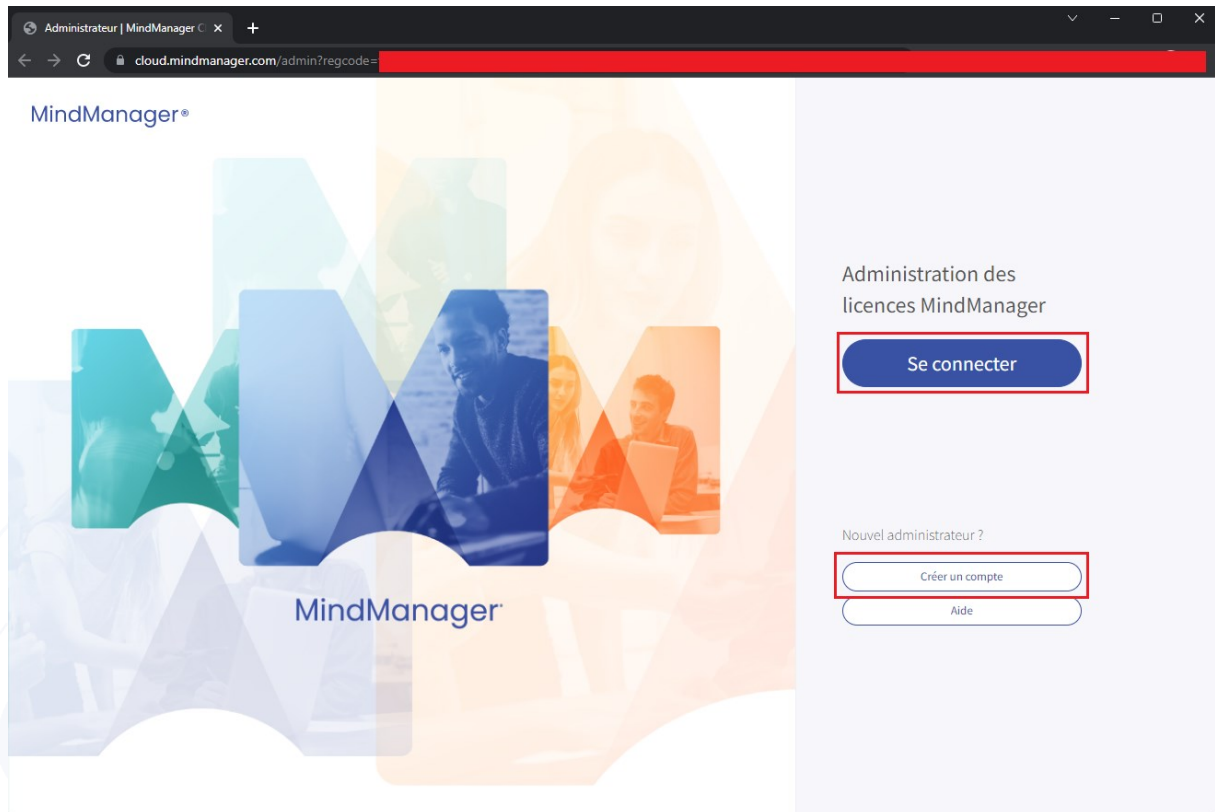 Administrateur | MindManager C
cloud.mindmanager.com/admin?regcode=
MindManager®
MindManager
Administration des
licences MindManager
Se connecter
Nouvel administrateur ?
Créer un compte
Aide